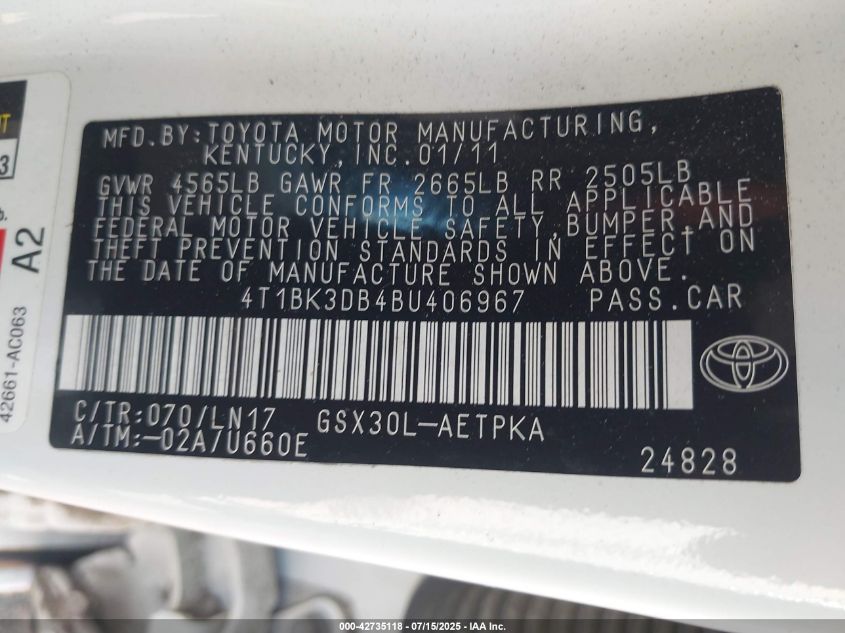 MFD.BY:TOYOTA MOTOR MANUFACTURING,
KENTUCKY,INC.01/11
GVWR 4565LB GAWR FR 2665LB RR 2505LB
THIS VEHICLE CONFORMS TO ALL APPLICABLE
FEDERAL MOTOR VEHICLE SAFETY,BUMPER,AND
THEFT PREVENTION STANDARDS IN EFFECT ON
THE DATE OF MANUFACTURE SHOWN ABOVE.
4T1BK3DB4BU406967 PASS.CAR
C/TR:070/LN17 GSX30L-AETPKA
A/TM:-02A/U660E
24828
3
A2
42661-AC063
000-42735118 - 07/15/2025 - IAA Inc.